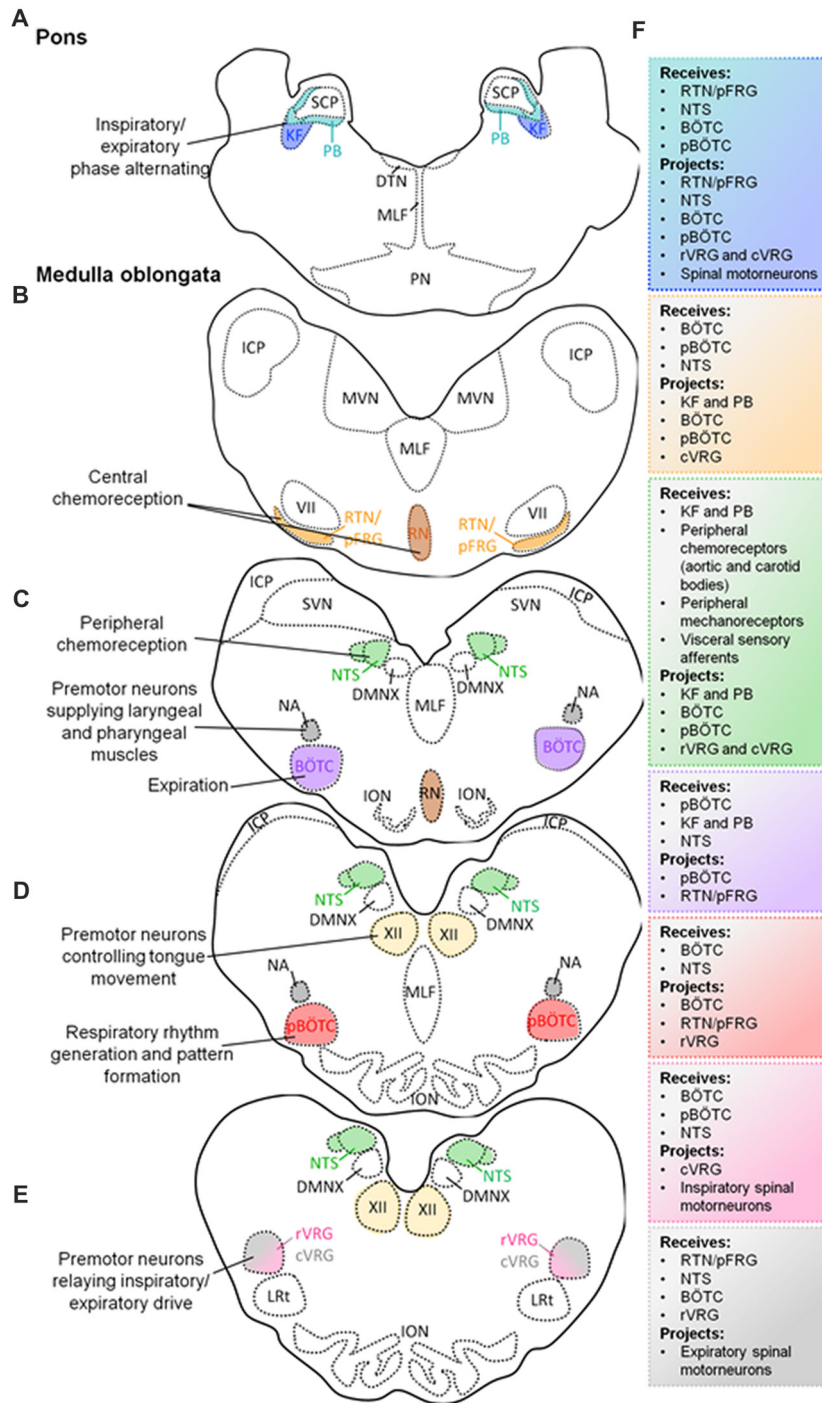 A
Pons
SCP
SCP
KF
KF
PB
PB
Inspiratory/
expiratory
phase alternating
DTN
MLF
PN
Medulla oblongata
B
ICP
ICP
MVN
MVN
MLF
Central
chemoreception
VII
VII
RTN/
pFRG
RN
RTN/
pFRG
C
ICP
SVN
SVN
ICP
Peripheral
chemoreception
NTS
NTS
DMNX
DMNX
MLF
Premotor neurons
supplying laryngeal
and pharyngeal
muscles
NA
NA
BÖTC
BÖTC
Expiration
ION
RN
ION
D
ICP
ICP
NTS
NTS
DMNX
DMNX
Premotor neurons
controlling tongue
movement
XII
XII
NA
NA
MLF
pBÖTC
pBÖTC
Respiratory rhythm
generation and pattern
formation
ION
E
NTS
NTS
DMNX
DMNX
XII
XII
rVRG
cVRG
rVRG
cVRG
Premotor neurons
relaying inspiratory/
expiratory drive
LRt
LRt
ION
F
Receives:
• RTN/pFRG
• NTS
• BÖTC
• pBÖTC
Projects:
• RTN/pFRG
• NTS
• BÖTC
• pBÖTC
• rVRG and cVRG
• Spinal motorneurons
Receives:
• BÖTC
• pBÖTC
• NTS
Projects:
• KF and PB
• BÖTC
• pBÖTC
• cVRG
Receives:
• KF and PB
• Peripheral
chemoreceptors
(aortic and carotid
bodies)
• Peripheral
mechanoreceptors
• Visceral sensory
afferents
Projects:
• KF and PB
• BÖTC
• pBÖTC
• rVRG and cVRG
Receives:
• pBÖTC
• KF and PB
• NTS
Projects:
• pBÖTC
• RTN/pFRG
Receives:
• BÖTC
• NTS
Projects:
• BÖTC
• RTN/pFRG
• rVRG
Receives:
• BÖTC
• pBÖTC
• NTS
Projects:
• cVRG
• Inspiratory spinal
motorneurons
Receives:
• RTN/pFRG
• NTS
• BÖTC
• rVRG
Projects:
• Expiratory spinal
motorneurons